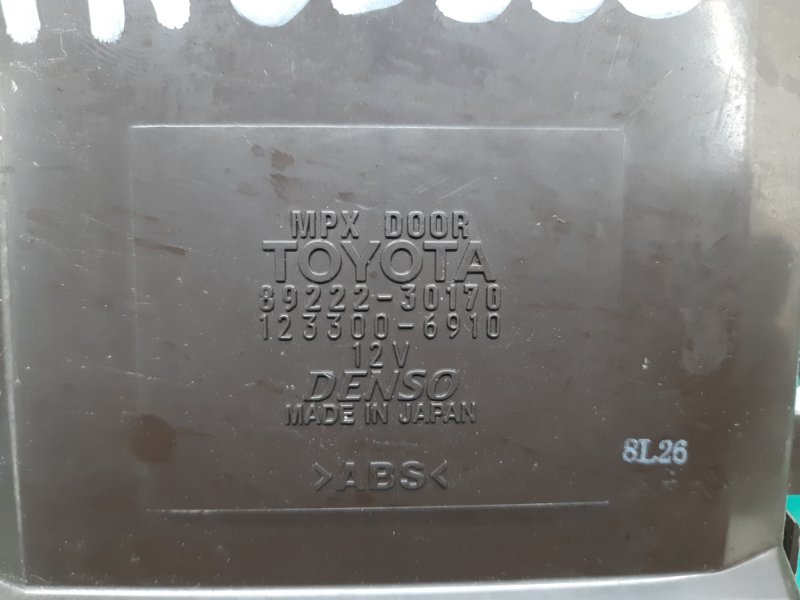 MPX DOOR
TOYOTA
89222-30170
123300-6910
12V
DENSO
MADE IN JAPAN
8L26
>ABS<